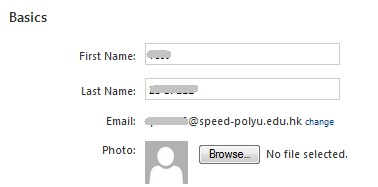 Basics
First Name:
Last Name:
Email: @speed-polyu.edu.hk change
Photo: Browse... No file selected.